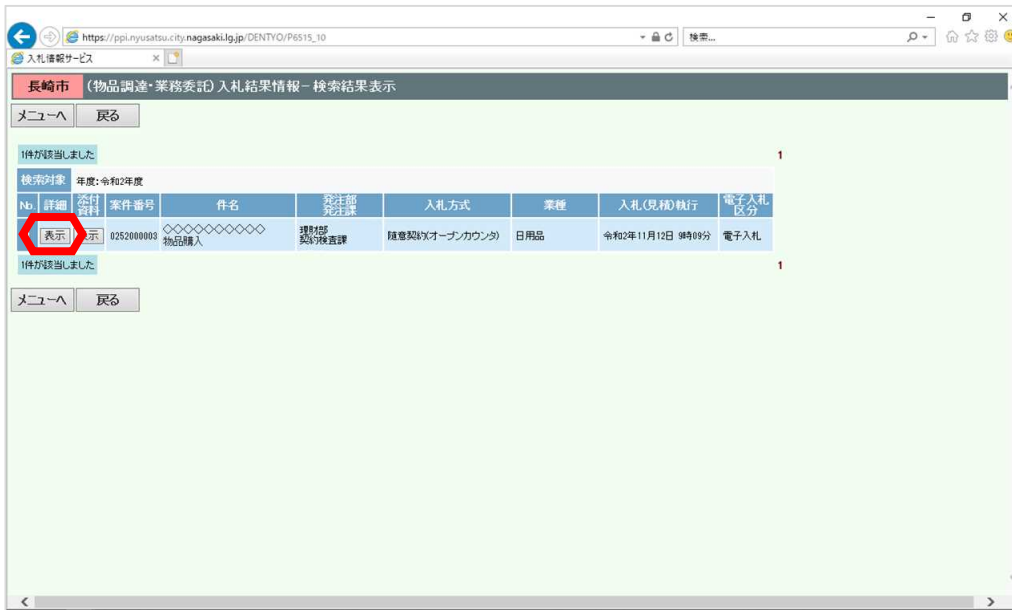 https://ppi.nyusatsu.city.nagasaki.lg.jp/DENTYO/P6515_10
検索...
入札情報サービス
長崎市 (物品調達・業務委託)入札結果情報－検索結果表示
メニューへ 戻る
1件が該当しました 1
検索対象 年度:令和2年度
No. 詳細 添付資料 案件番号 件名 発注部 発注課 入札方式 業種 入札(見積)執行 電子入札区分
表示 表示 0252000003 ◇◇◇◇◇◇◇◇◇◇ 物品購入 理財部 契約検査課 随意契約(オープンカウンタ) 日用品 令和2年11月12日 9時09分 電子入札
1件が該当しました 1
メニューへ 戻る